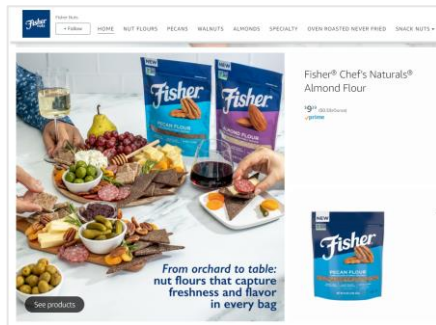 Fisher
Fisher Nuts
+ Follow
HOME
NUT FLOURS
PECANS
WALNUTS
ALMONDS
SPECIALTY
OVEN ROASTED NEVER FRIED
SNACK NUTS
Fisher
PECAN FLOUR
Fisher
ALMOND FLOUR
From orchard to table:
nut flours that capture
freshness and flavor
in every bag
See products
Fisher® Chef's Naturals®
Almond Flour
prime
NEW
Fisher
PECAN FLOUR